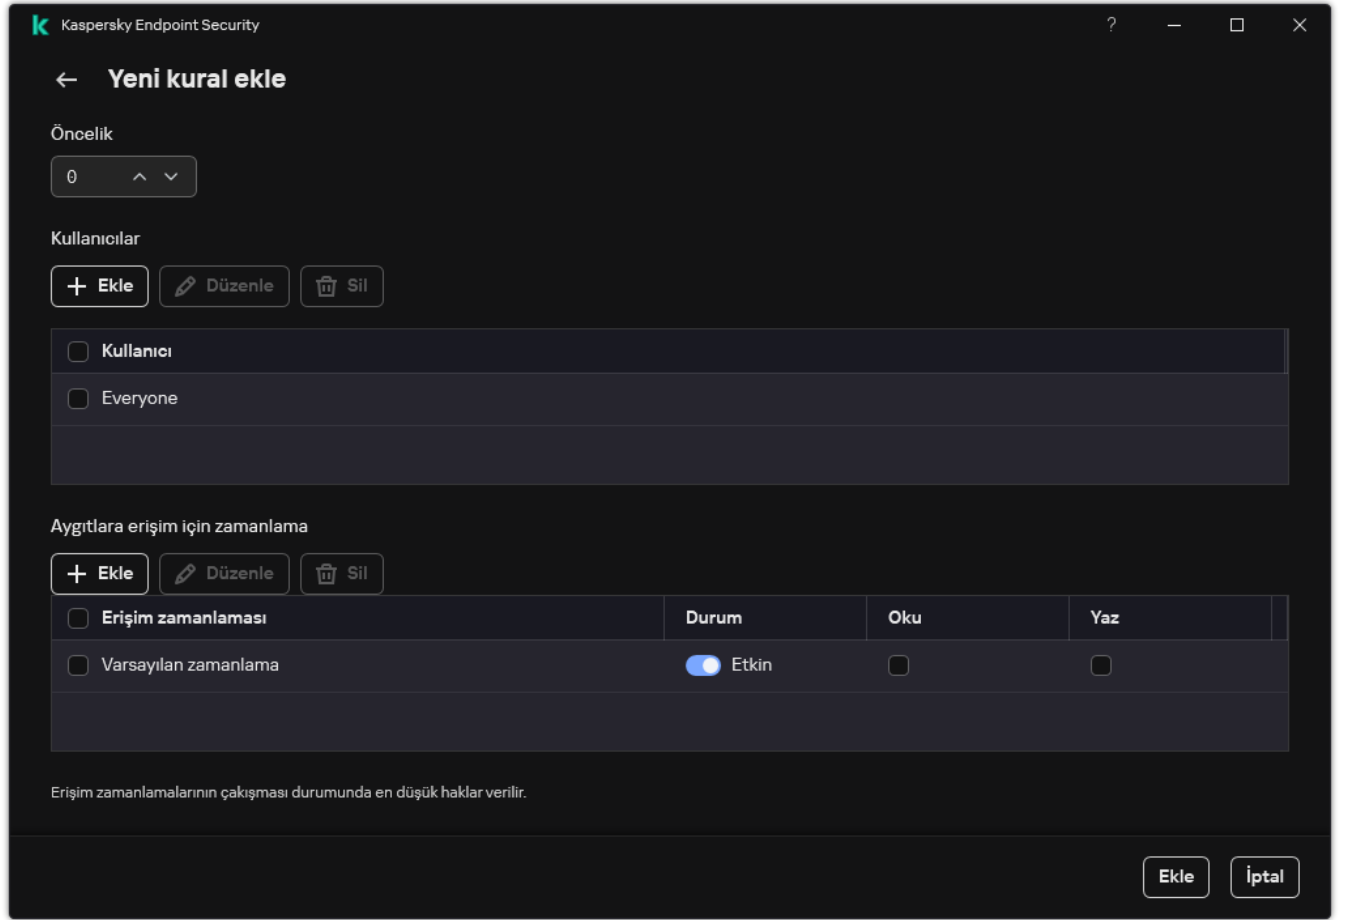 Kaspersky Endpoint Security ?
Yeni kural ekle
Öncelik
0
Kullanıcılar
Ekle Düzenle Sil
Kullanıcı
Everyone
Aygıtlara erişim için zamanlama
Ekle Düzenle Sil
Erişim zamanlaması Durum Oku Yaz
Varsayılan zamanlama Etkin
Erişim zamanlamalarının çakışması durumunda en düşük haklar verilir.
Ekle İptal